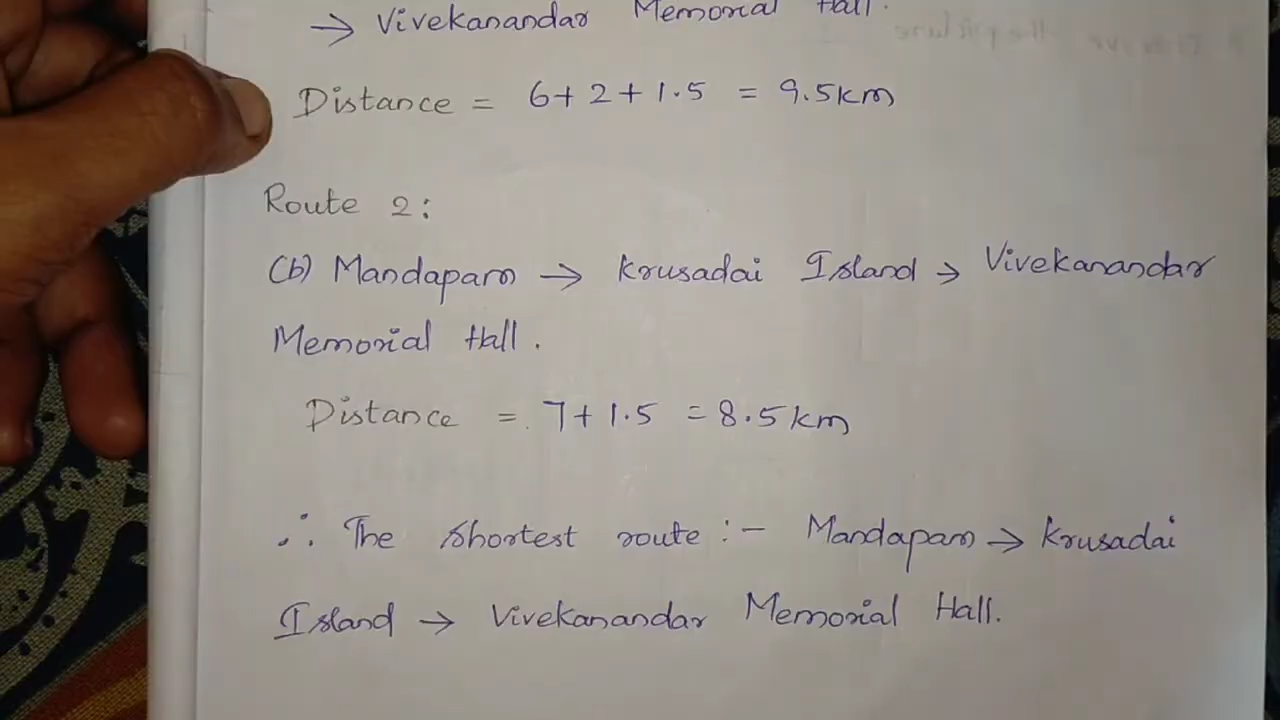 → Vivekanandar Memorial Hall.
Distance = 6+2+1.5 = 9.5km
Route 2:
(b) Mandapam → Krusadai Island → Vivekanandar
Memorial Hall.
Distance = 7+1.5 = 8.5km
∴ The shortest route :- Mandapam → Krusadai
Island → Vivekanandar Memorial Hall.